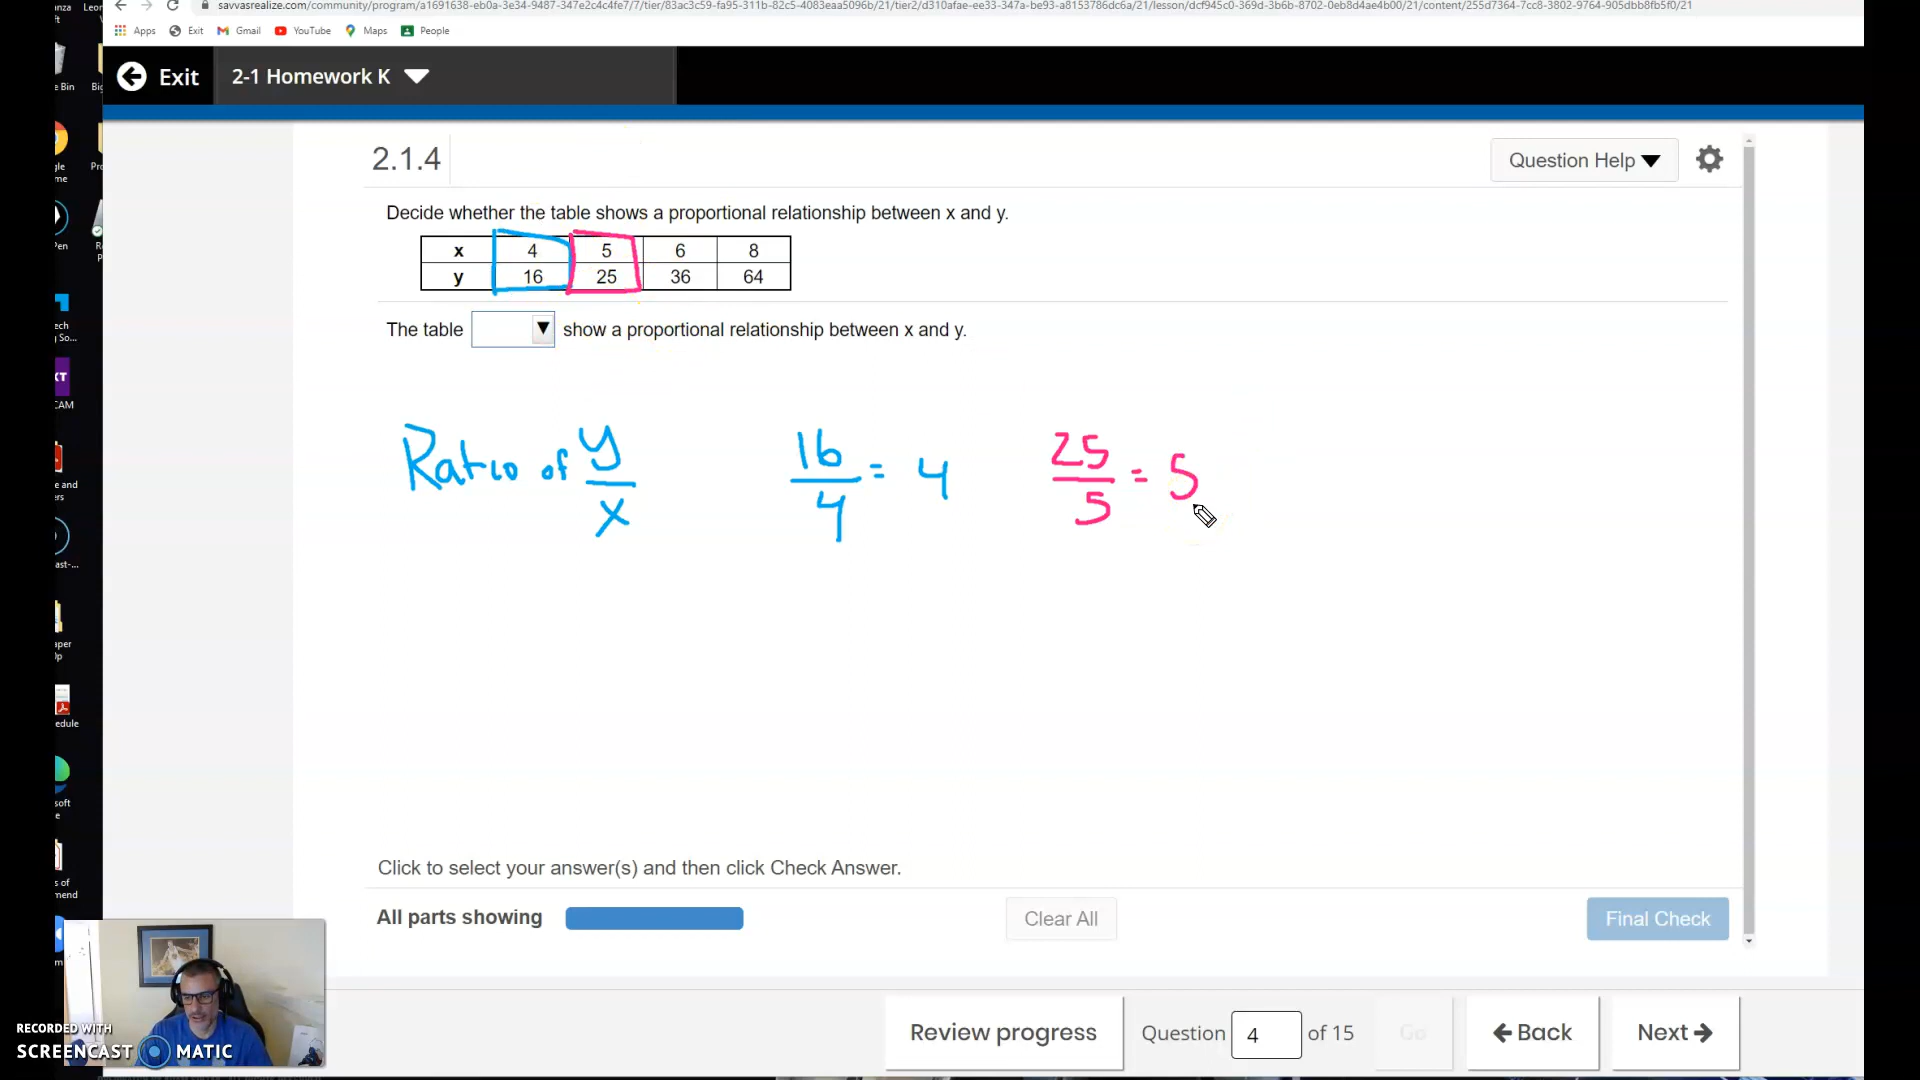 savvasrealize.com/community/program/a1691638-eb0a-3e34-9487-347e2c4c4fe7/7/tier/83ac3c59-fa95-311b-82c5-4083eaa5096b/21/tier2/d310afae-ee33-347a-be93-a8153786dc6a/21/lesson/dcf945c0-369d-3b6b-8702-0eb8d4ae4b00/21/content/255d7364-7cc8-3802-9764-905dbb8fb5f0/21
Apps Exit Gmail YouTube Maps People
Exit 2-1 Homework K
2.1.4 Question Help
Decide whether the table shows a proportional relationship between x and y.
x 4 5 6 8
y 16 25 36 64
The table show a proportional relationship between x and y.
Ratio of y/x 16/4 = 4 25/5 = 5
Click to select your answer(s) and then click Check Answer.
All parts showing Clear All Final Check
Review progress Question 4 of 15 Go Back Next
RECORDED WITH
SCREENCAST MATIC